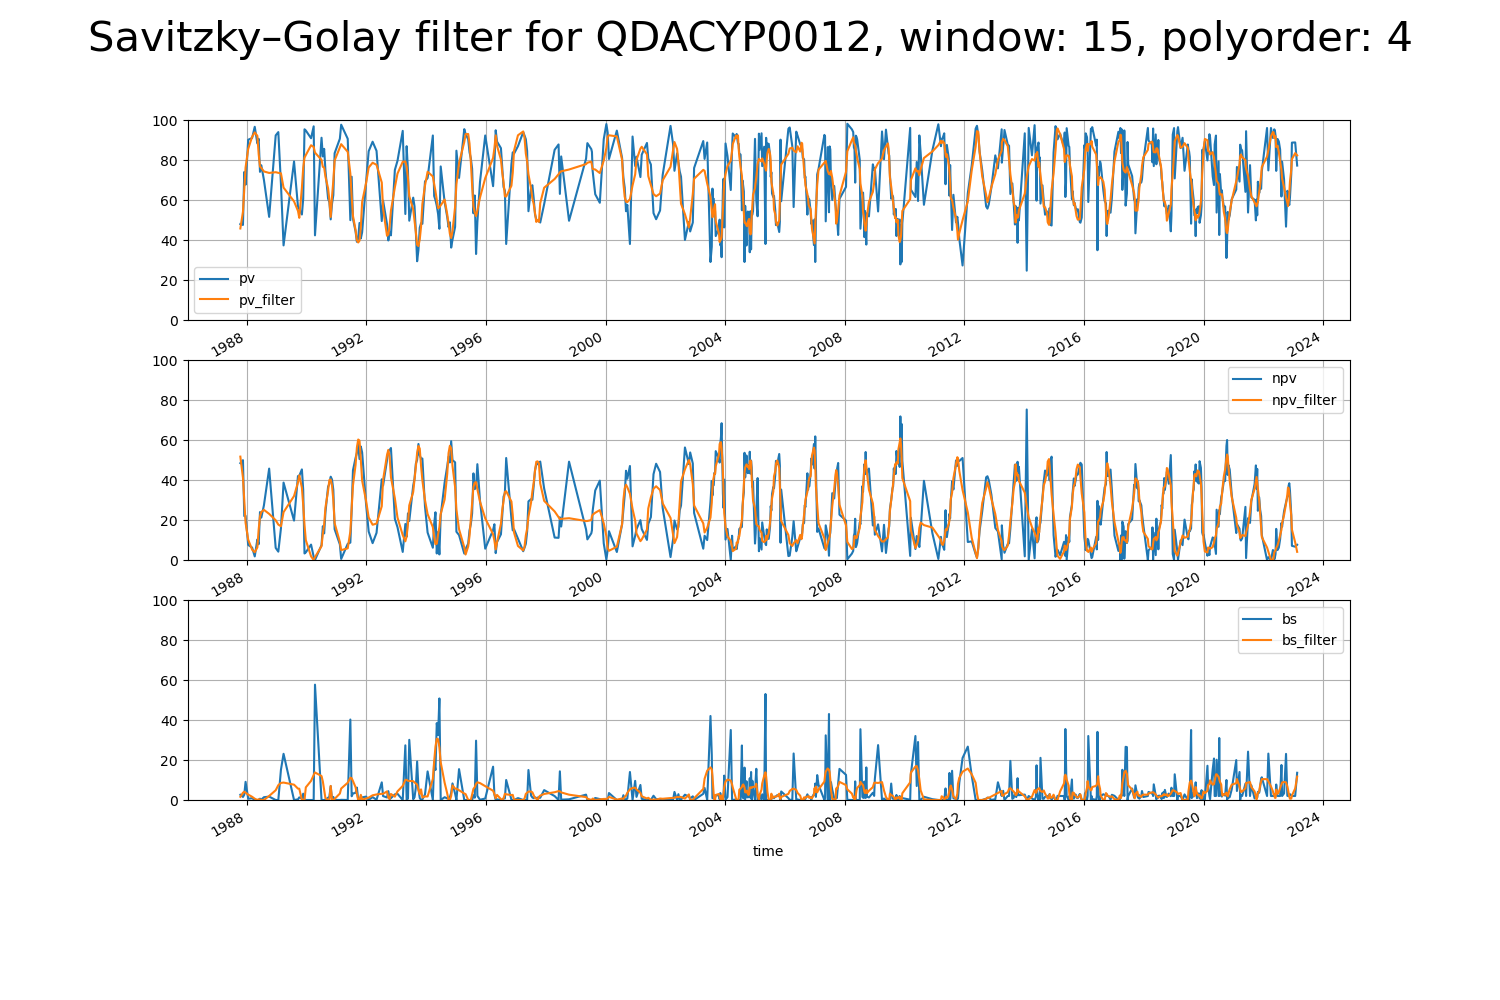 Savitzky–Golay filter for QDACYP0012, window: 15, polyorder: 4
100
80
60
40
20
0
pv
pv_filter
1988 1992 1996 2000 2004 2008 2012 2016 2020 2024
100
80
60
40
20
0
npv
npv_filter
1988 1992 1996 2000 2004 2008 2012 2016 2020 2024
100
80
60
40
20
0
bs
bs_filter
1988 1992 1996 2000 2004 2008 2012 2016 2020 2024
time